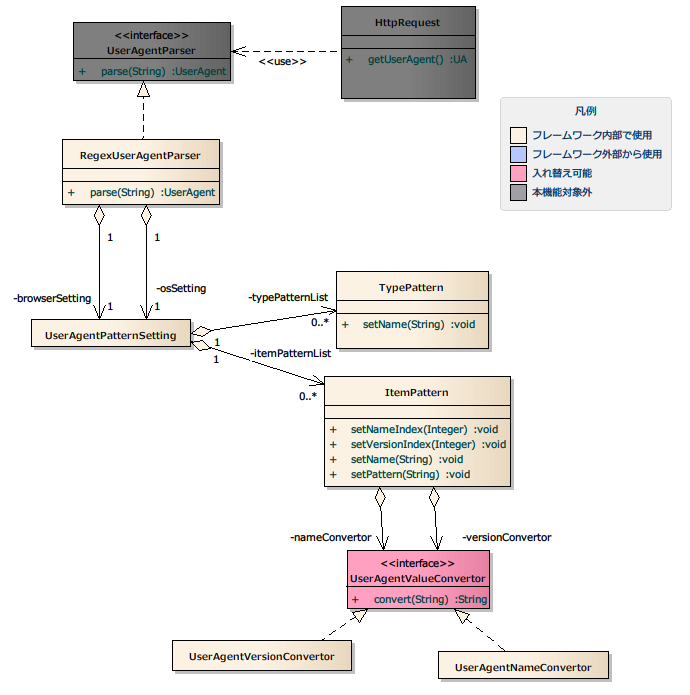 <<interface>>
UserAgentParser
+ parse(String) :UserAgent
HttpRequest
+ getUserAgent() :UA
<<use>>
凡例
フレームワーク内部で使用
フレームワーク外部から使用
入れ替え可能
本機能対象外
RegexUserAgentParser
+ parse(String) :UserAgent
1
1
-browserSetting
-osSetting
1
1
UserAgentPatternSetting
-typePatternList
0..*
1
TypePattern
+ setName(String) :void
1
-itemPatternList
0..*
ItemPattern
+ setNameIndex(Integer) :void
+ setVersionIndex(Integer) :void
+ setName(String) :void
+ setPattern(String) :void
-nameConvertor
-versionConvertor
<<interface>>
UserAgentValueConvertor
+ convert(String) :String
UserAgentVersionConvertor
UserAgentNameConvertor